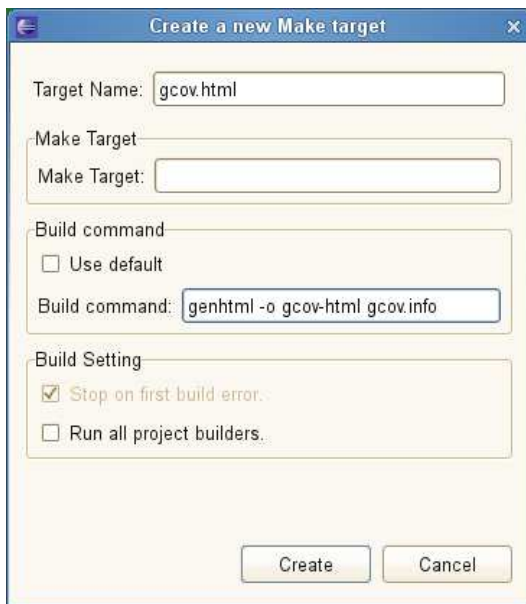 Create a new Make target
Target Name: gcov.html
Make Target
Make Target:
Build command
Use default
Build command: genhtml -o gcov-html gcov.info
Build Setting
Stop on first build error.
Run all project builders.
Create Cancel